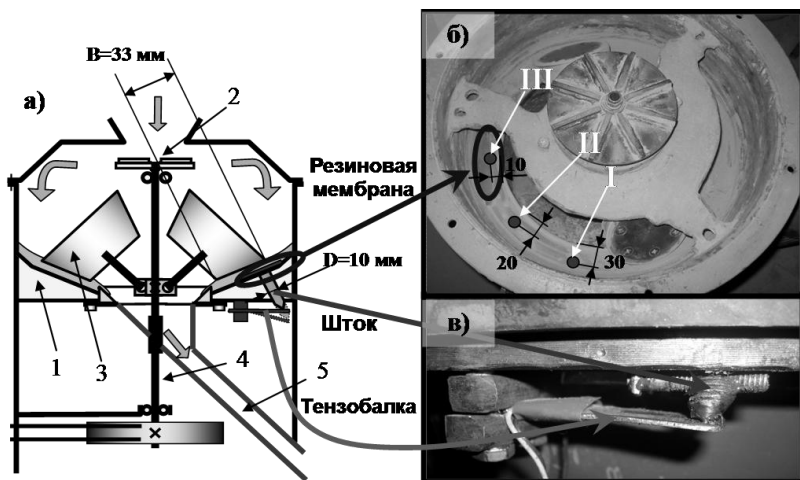 B=33 мм
а)
2
Резиновая
мембрана
D=10 мм
Шток
1
3
4
5
Тензобалка
б)
III
II
I
10
20
30
в)